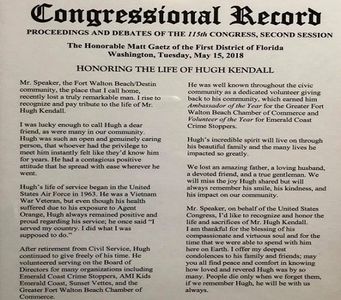 Congressional Record
PROCEEDINGS AND DEBATES OF THE 115th CONGRESS, SECOND SESSION
The Honorable Matt Gaetz of the First District of Florida
Washington, Tuesday, May 15, 2018
HONORING THE LIFE OF HUGH KENDALL
Mr. Speaker, the Fort Walton Beach/Destin
community, the place that I call home,
recently lost a truly remarkable man. I rise to
recognize and pay tribute to the life of Mr.
Hugh Kendall.
I was lucky enough to call Hugh a dear
friend, as were many in our community.
Hugh was such an open and genuinely caring
person, that whoever had the privilege to
meet him instantly felt like they'd know him
for years. He had a contagious positive
attitude that he spread with ease wherever he
went.
Hugh's life of service began in the United
States Air Force in 1963. He was a Vietnam
War Veteran, but even though his health
suffered due to his exposure to Agent
Orange, Hugh always remained positive and
proud regarding his service; he once said "I
served my country. I did what I was
supposed to do."
After retirement from Civil Service, Hugh
continued to give freely of his time. He
volunteered serving on the Board of
Directors for many organizations including
Emerald Coast Crime Stoppers, AMI Kids
Emerald Coast, Sunset Vettes, and the
Greater Fort Walton Beach Chamber of
Commerce.
He was well known throughout the civic
community as a dedicated volunteer giving
back to his community, which earned him
Ambassador of the Year for the Greater Fort
Walton Beach Chamber of Commerce and
Volunteer of the Year for Emerald Coast
Crime Stoppers.
Hugh's incredible spirit will live on through
his beautiful family and the many lives he
impacted so greatly.
We lost an amazing father, a loving husband,
a devoted friend, and a true gentleman. We
will miss the joy Hugh shared but will
always remember his smile, his kindness, and
his impact on our community.
Mr. Speaker, on behalf of the United States
Congress, I'd like to recognize and honor the
life and sacrifices of Mr. Hugh Kendall.
I am thankful for the blessing of his
compassionate and virtuous soul and for the
time that we were able to spend with him
here on Earth. I offer my deepest
condolences to his family and friends; may
you all find peace and comfort in knowing
how loved and revered Hugh was by so
many. People die only when we forget them,
if we remember Hugh, he will be with us
always.